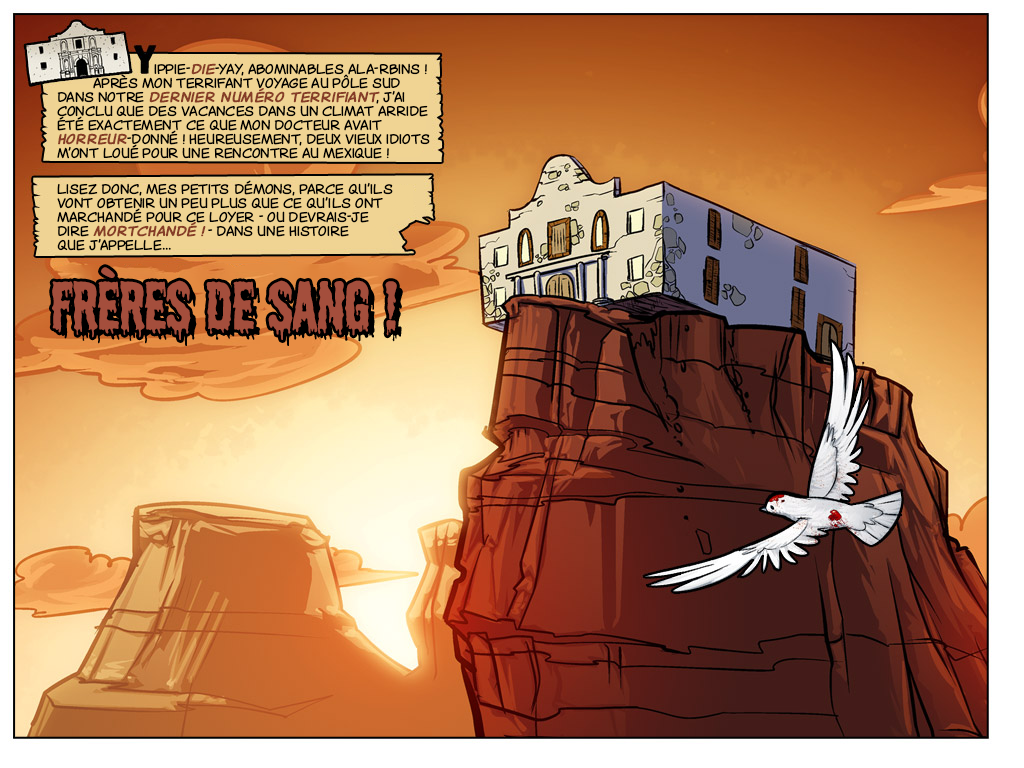 YIPPIE-DIE-YAY, ABOMINABLES ALA-RBINS !
APRÈS MON TERRIFANT VOYAGE AU PÔLE SUD
DANS NOTRE DERNIER NUMÉRO TERRIFIANT, J'AI
CONCLU QUE DES VACANCES DANS UN CLIMAT ARRIDE
ÉTÉ EXACTEMENT CE QUE MON DOCTEUR AVAIT
HORREUR-DONNÉ ! HEUREUSEMENT, DEUX VIEUX IDIOTS
M'ONT LOUÉ POUR UNE RENCONTRE AU MEXIQUE !
LISEZ DONC, MES PETITS DÉMONS, PARCE QU'ILS
VONT OBTENIR UN PEU PLUS QUE CE QU'ILS ONT
MARCHANDÉ POUR CE LOYER - OU DEVRAIS-JE
DIRE MORTCHANDÉ ! - DANS UNE HISTOIRE
QUE J'APPELLE...
FRÈRES DE SANG !